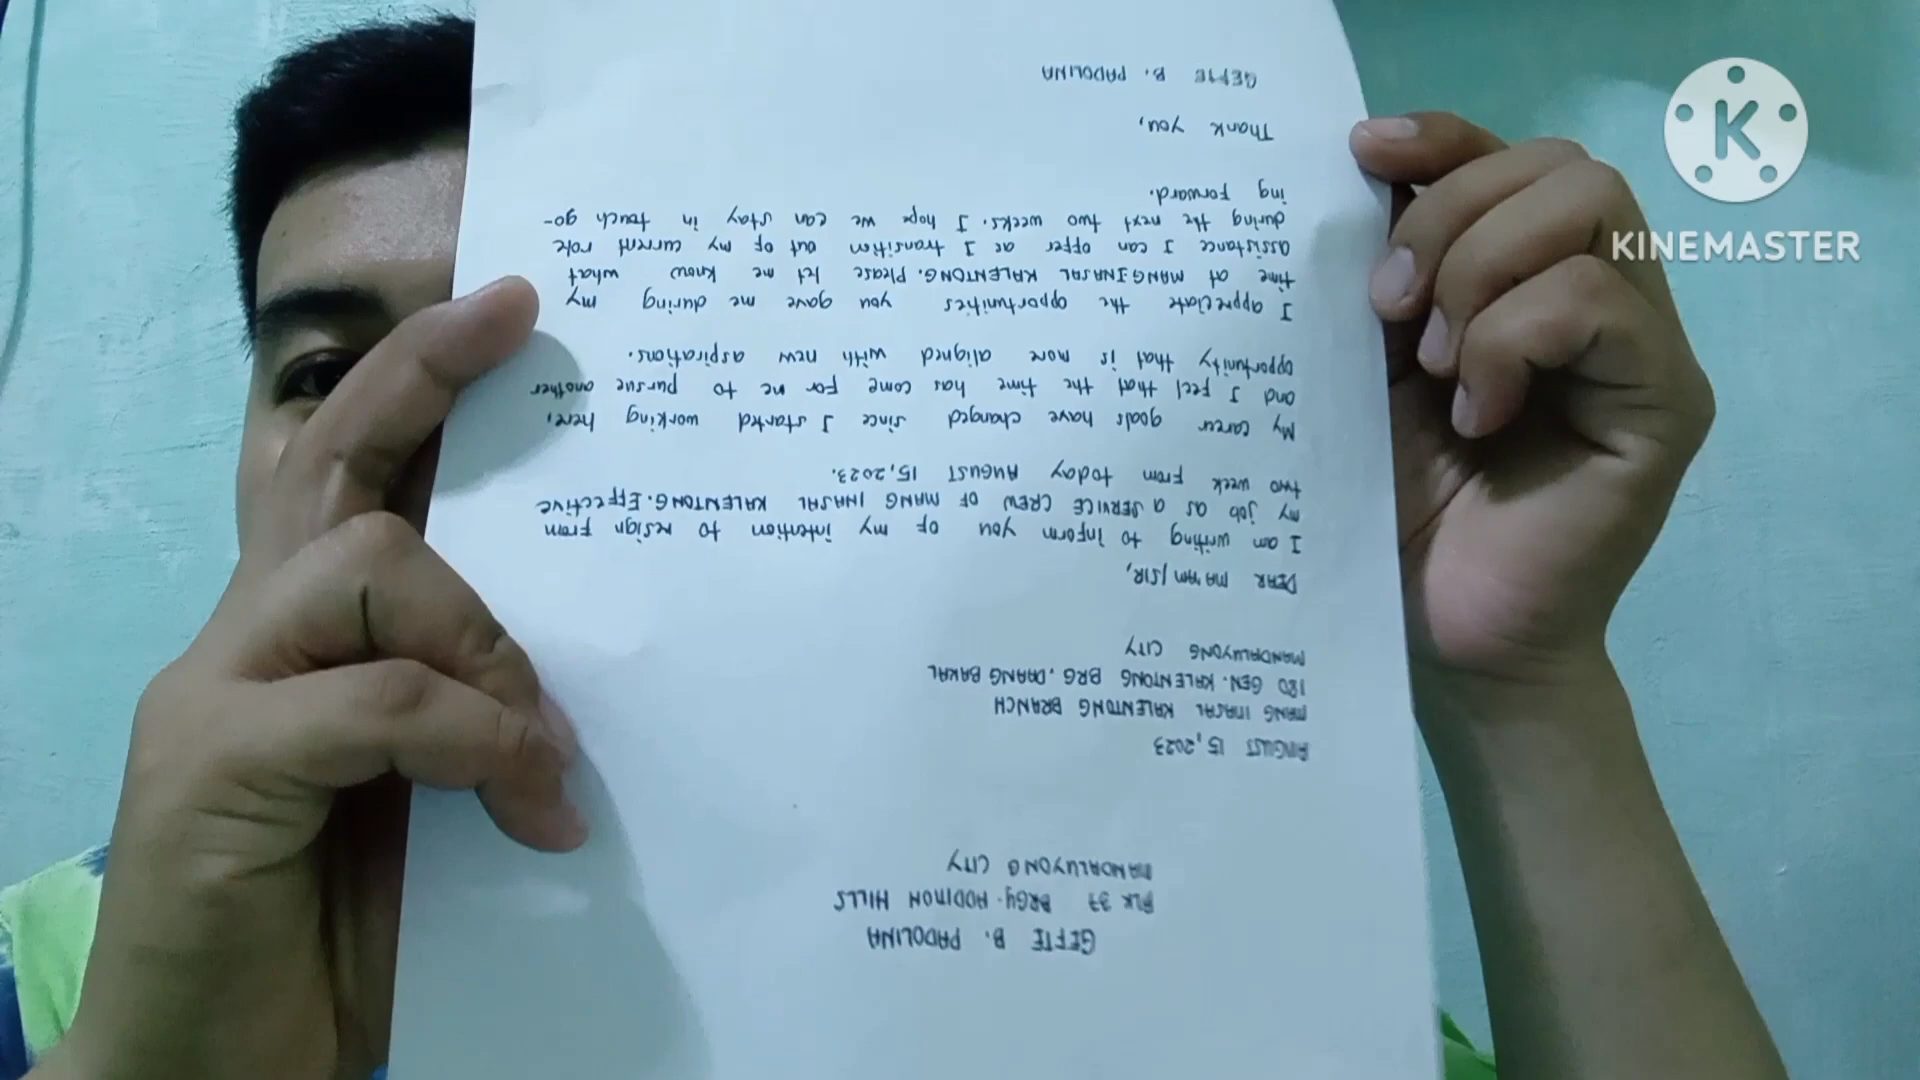 GEFTE B. PADOLINA
BLK 37 BRGY. ADDITION HILLS
MANDALUYONG CITY
AUGUST 15, 2023
MANG INASAL KALENTONG BRANCH
180 GEN. KALENTONG BRG. DAANG BAKAL
MANDALUYONG CITY
DEAR MA'AM/SIR,
I am writing to inform you of my intention to resign from
my job as a SERVICE CREW OF MANG INASAL KALENTONG. Effective
two week from today AUGUST 15, 2023.
My career goals have changed since I started working here,
and I feel that the time has come for me to pursue another
opportunity that is more aligned with new aspirations.
I appreciate the opportunities you gave me during my
time at MANG INASAL KALENTONG. Please let me know what
assistance I can offer as I transition out of my current role
during the next two weeks. I hope we can stay in touch go-
ing forward.
Thank you,
GEFTE B. PADOLINA
K
KINEMASTER